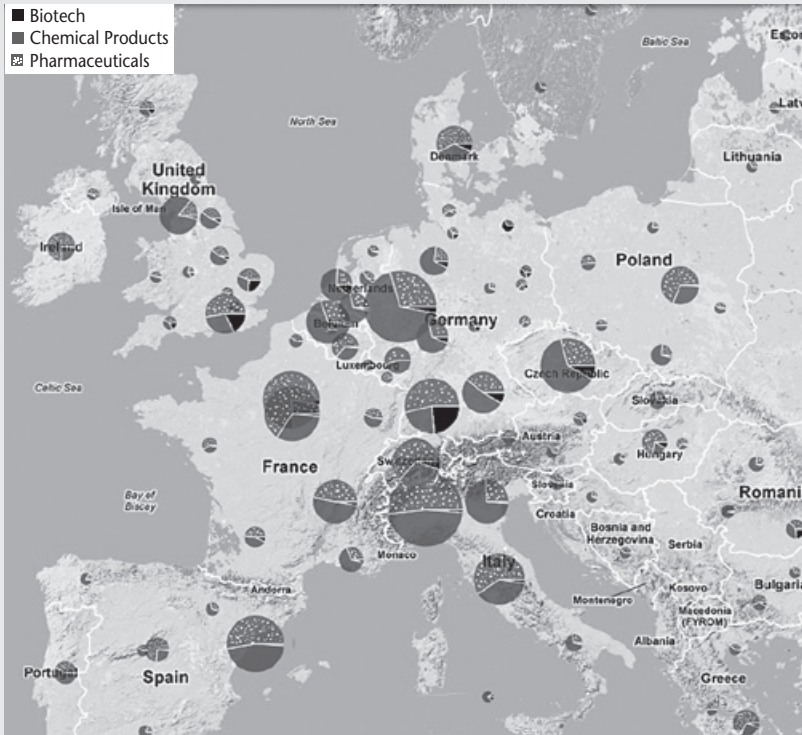 Biotech
Chemical Products
Pharmaceuticals
Baltic Sea
North Sea
Denmark
Lithuania
United
Kingdom
Isle of Man
Ireland
Poland
Netherlands
Germany
Belgium
Luxembourg
Celtic Sea
Czech Republic
Slovakia
Austria
Hungary
France
Switzerland
Slovenia
Croatia
Romani
Bay of
Biscay
Bosnia and
Herzegovina
Serbia
Monaco
Italy
Andorra
Montenegro
Kosovo
Bulgaria
Macedonia
(FYROM)
Albania
Portugal
Spain
Greece